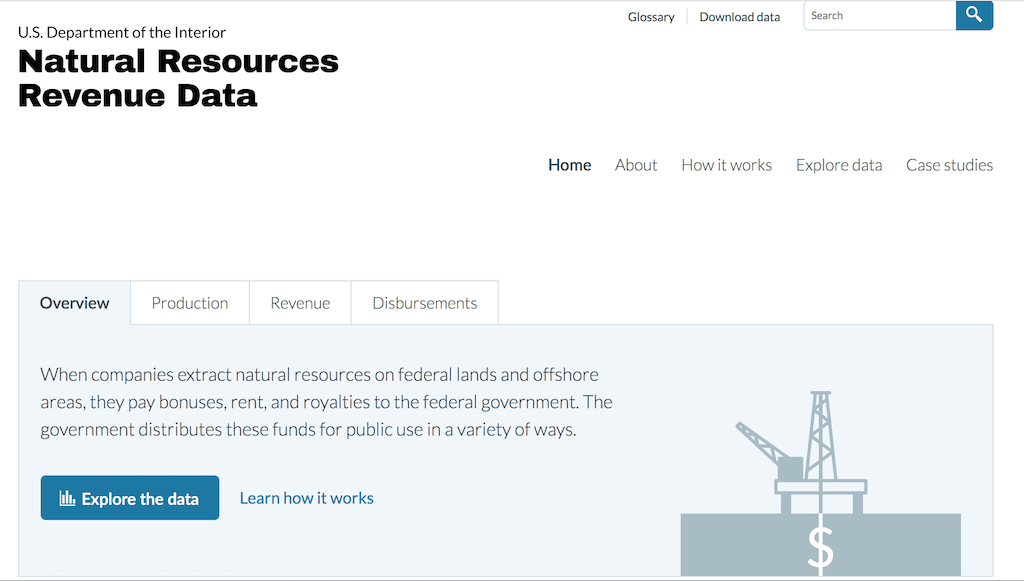 Glossary
Download data
Search
U.S. Department of the Interior
Natural Resources
Revenue Data
Home
About
How it works
Explore data
Case studies
Overview
Production
Revenue
Disbursements
When companies extract natural resources on federal lands and offshore
areas, they pay bonuses, rent, and royalties to the federal government. The
government distributes these funds for public use in a variety of ways.
Explore the data
Learn how it works
$